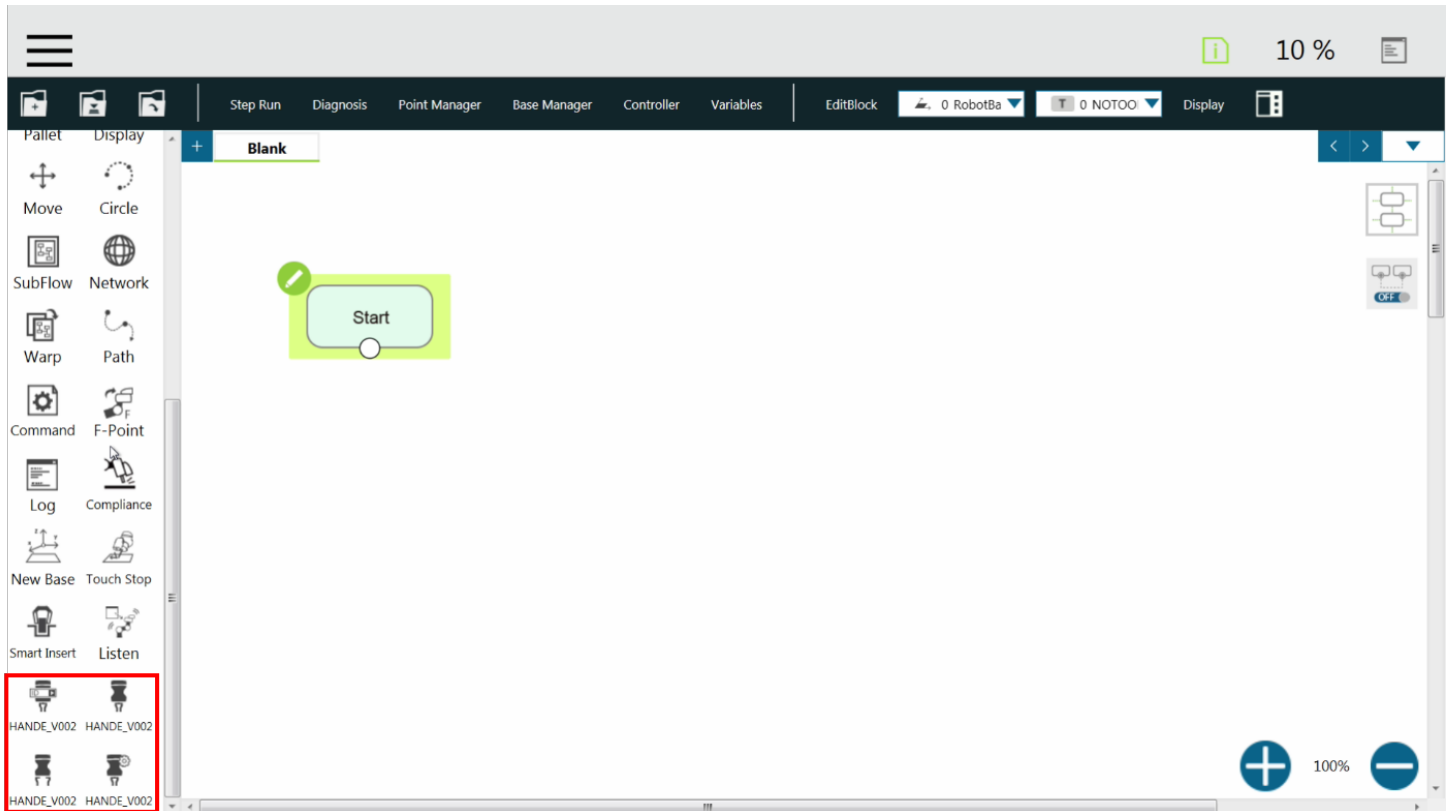 10 %
Step Run Diagnosis Point Manager Base Manager Controller Variables EditBlock 0 RobotBa T 0 NOTOO Display
Pallet Display
+ Blank < >
Move Circle
SubFlow Network
OFF
Start
Warp Path
Command F-Point
Log Compliance
New Base Touch Stop
Smart Insert Listen
HANDE_V002 HANDE_V002
100%
HANDE_V002 HANDE_V002